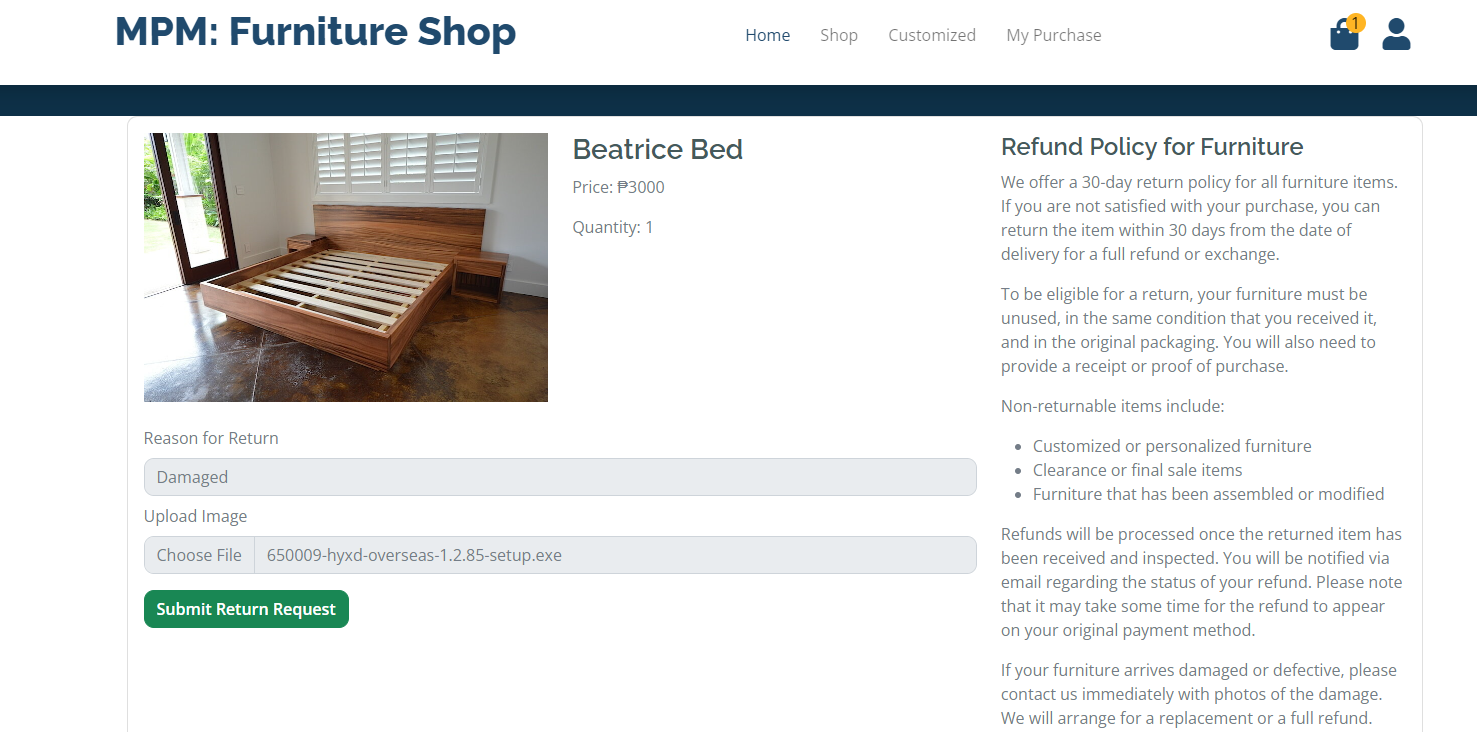 MPM: Furniture Shop
Home Shop Customized My Purchase
1
Beatrice Bed
Price: ₱3000
Quantity: 1
Reason for Return
Damaged
Upload Image
Choose File 650009-hyxd-overseas-1.2.85-setup.exe
Submit Return Request
Refund Policy for Furniture
We offer a 30-day return policy for all furniture items.
If you are not satisfied with your purchase, you can
return the item within 30 days from the date of
delivery for a full refund or exchange.
To be eligible for a return, your furniture must be
unused, in the same condition that you received it,
and in the original packaging. You will also need to
provide a receipt or proof of purchase.
Non-returnable items include:
• Customized or personalized furniture
• Clearance or final sale items
• Furniture that has been assembled or modified
Refunds will be processed once the returned item has
been received and inspected. You will be notified via
email regarding the status of your refund. Please note
that it may take some time for the refund to appear
on your original payment method.
If your furniture arrives damaged or defective, please
contact us immediately with photos of the damage.
We will arrange for a replacement or a full refund.